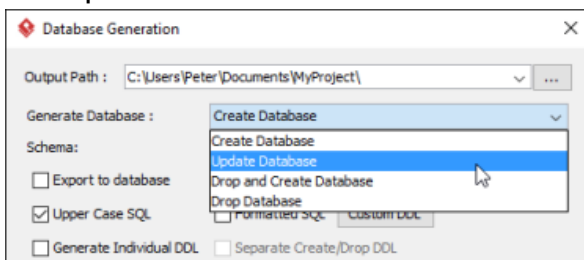 Database Generation
Output Path : C:\Users\Peter\Documents\MyProject\ ...
Generate Database : Create Database
Schema: Create Database
Update Database
Export to database Drop and Create Database
Drop Database
Upper Case SQL Formatted SQL Custom DDL
Generate Individual DDL Separate Create/Drop DDL